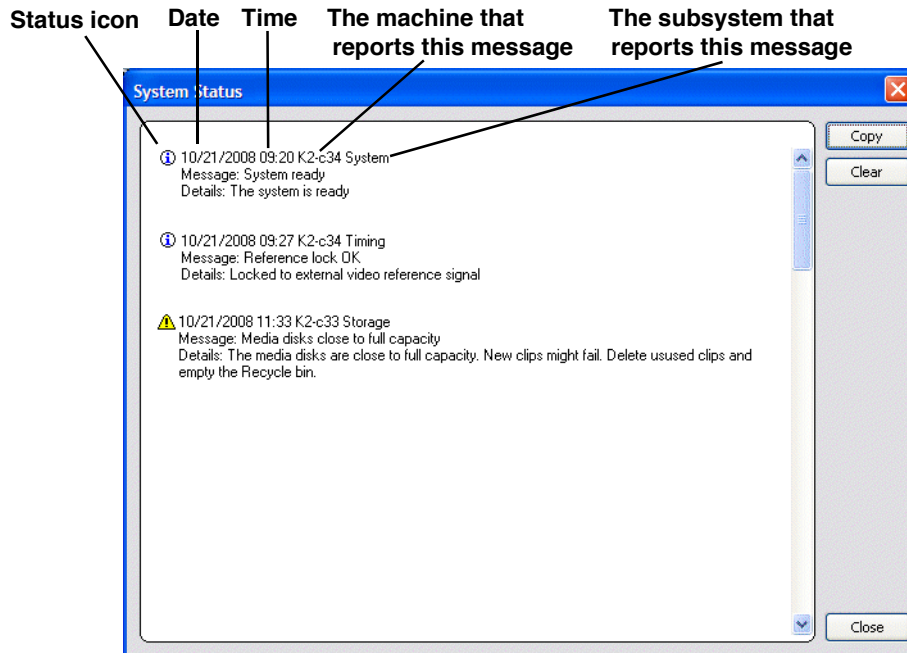 Status icon Date Time The machine that The subsystem that
reports this message reports this message
System Status
Copy
10/21/2008 09:20 K2-c34 System
Message: System ready
Clear
Details: The system is ready
10/21/2008 09:27 K2-c34 Timing
Message: Reference lock OK
Details: Locked to external video reference signal
10/21/2008 11:33 K2-c33 Storage
Message: Media disks close to full capacity
Details: The media disks are close to full capacity. New clips might fail. Delete usused clips and
empty the Recycle bin.
Close